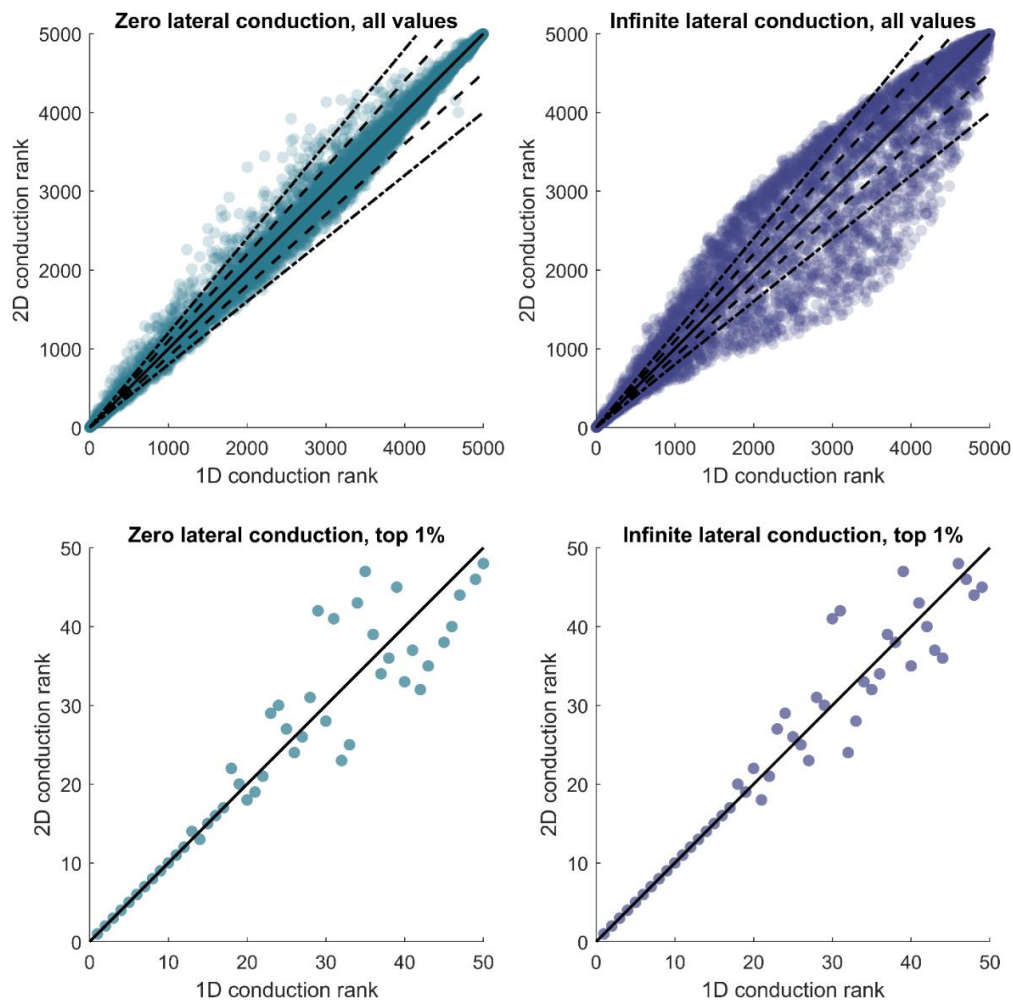 Zero lateral conduction, all values
5000
4000
3000
2000
1000
0
0 1000 2000 3000 4000 5000
2D conduction rank
1D conduction rank
Infinite lateral conduction, all values
5000
4000
3000
2000
1000
0
0 1000 2000 3000 4000 5000
2D conduction rank
1D conduction rank
Zero lateral conduction, top 1%
50
40
30
20
10
0
0 10 20 30 40 50
2D conduction rank
1D conduction rank
Infinite lateral conduction, top 1%
50
40
30
20
10
0
0 10 20 30 40 50
2D conduction rank
1D conduction rank